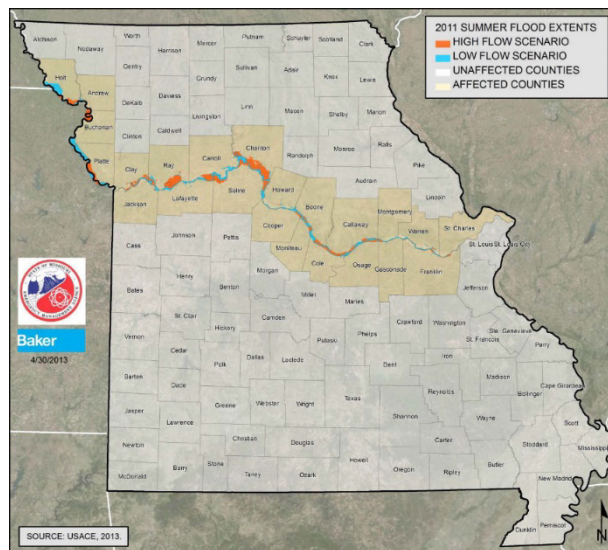 2011 SUMMER FLOOD EXTENTS
HIGH FLOW SCENARIO
LOW FLOW SCENARIO
UNAFFECTED COUNTIES
AFFECTED COUNTIES
Atchison Nodaway Worth Harrison Mercer Putnam Schuyler Scotland Clark
Holt Gentry Sullivan Adair Knox Lewis
Andrew DeKalb Daviess Grundy Linn Macon Shelby Marion
Buchanan Clinton Caldwell Livingston Chariton Randolph Monroe Ralls
Platte Clay Ray Carroll Howard Audrain Pike
Jackson Lafayette Saline Boone Callaway Montgomery Lincoln
Cooper Warren St. Charles
Cass Johnson Pettis Moniteau Cole Osage Gasconade Franklin St. Louis St. Louis City
Bates Henry Benton Morgan Miller Maries Jefferson
St. Clair Camden Crawford Washington Ste. Genevieve
Vernon Hickory Pulaski Phelps St. Francois Perry
Cedar Polk Dallas Laclede Dent Iron Madison
Barton Dade Texas Reynolds Bollinger Cape Girardeau
Jasper Greene Webster Wright Shannon Wayne Scott
Lawrence Carter Stoddard Mississippi
Newton Christian Douglas Howell Butler
McDonald Barry Stone Taney Ozark Oregon Ripley New Madrid
Dunklin Pemiscot
Baker
4/30/2013
SOURCE: USACE, 2013.
N